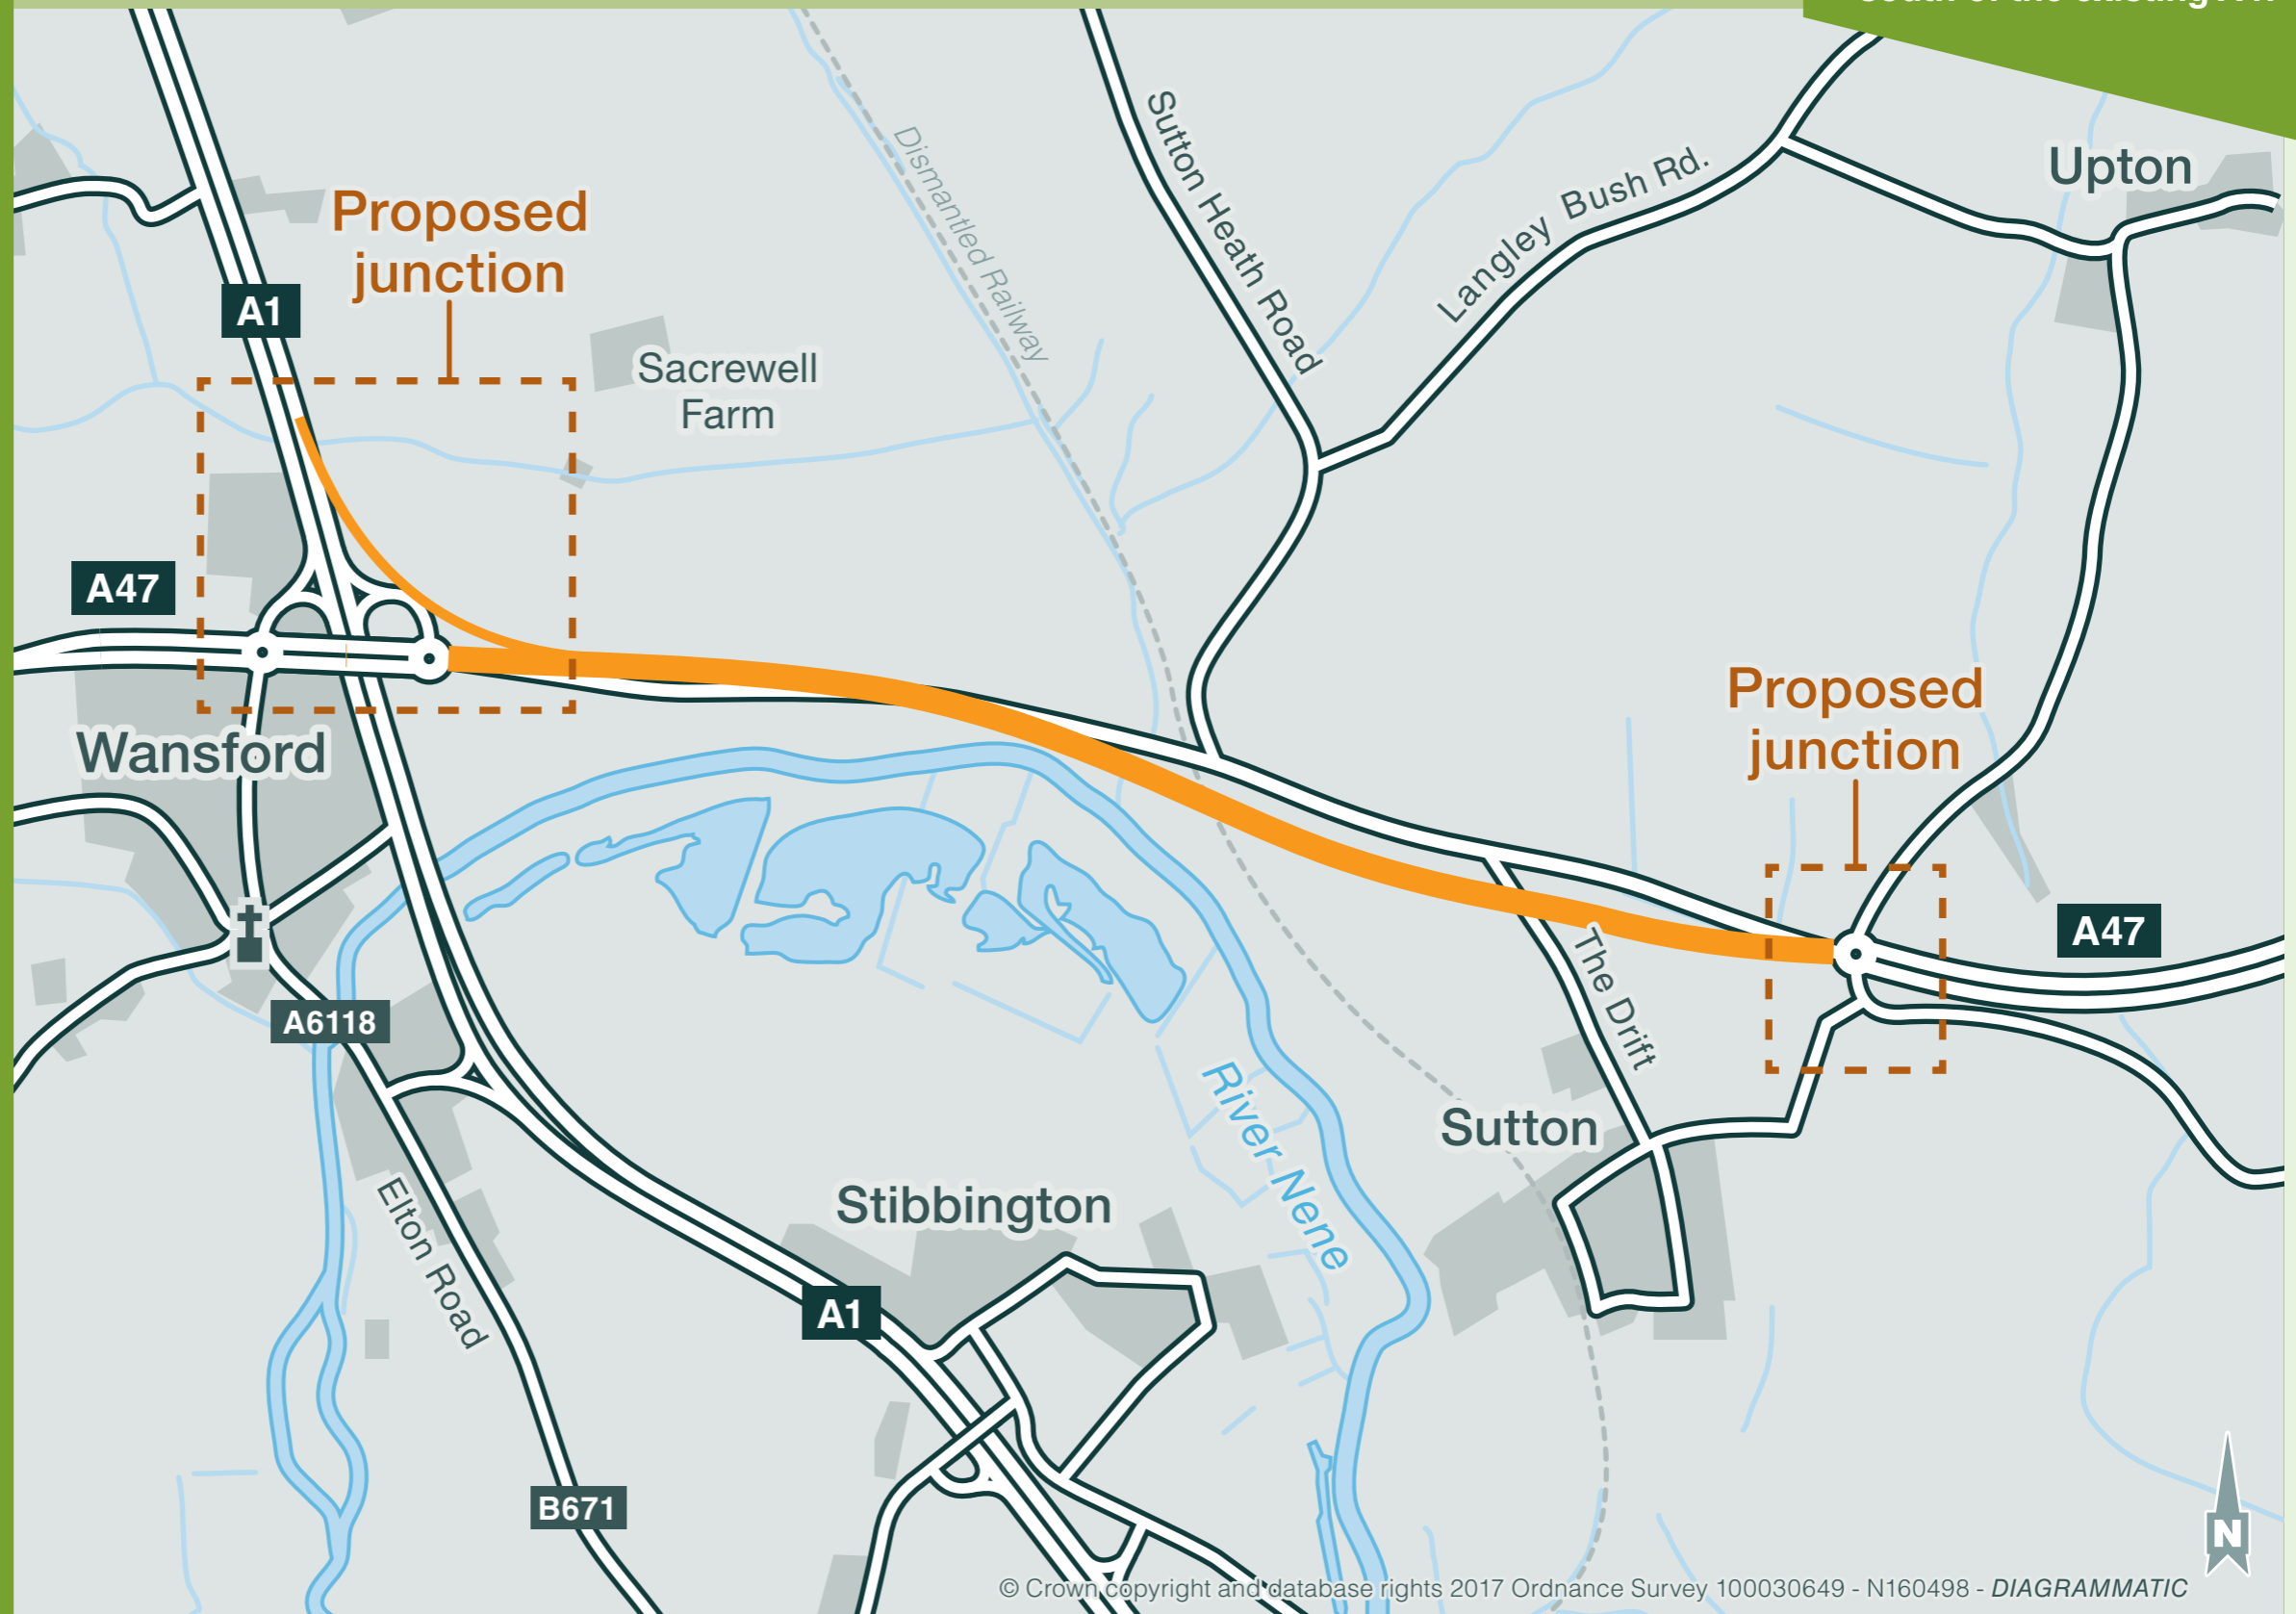 Upton
Sutton Heath Road
Dismantled Railway
Langley Bush Rd.
Proposed
junction
A1
Sacrewell
Farm
A47
Proposed
junction
Wansford
A47
The Drift
A6118
River Nene
Sutton
Elton Road
Stibbington
A1
B671
N
© Crown copyright and database rights 2017 Ordnance Survey 100030649 - N160498 - DIAGRAMMATIC